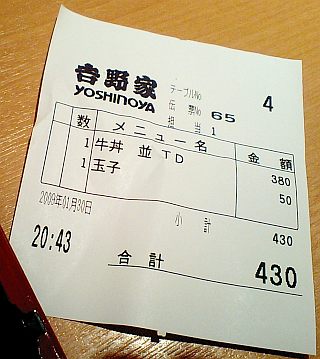 吉野家
YOSHINOYA
テーブルNo 4
伝票No 65
担当 1
数 メニュー名 金額
1 牛丼 並 TD 380
1 玉子 50
2009年01月30日 小計 430
20:43 合計 430